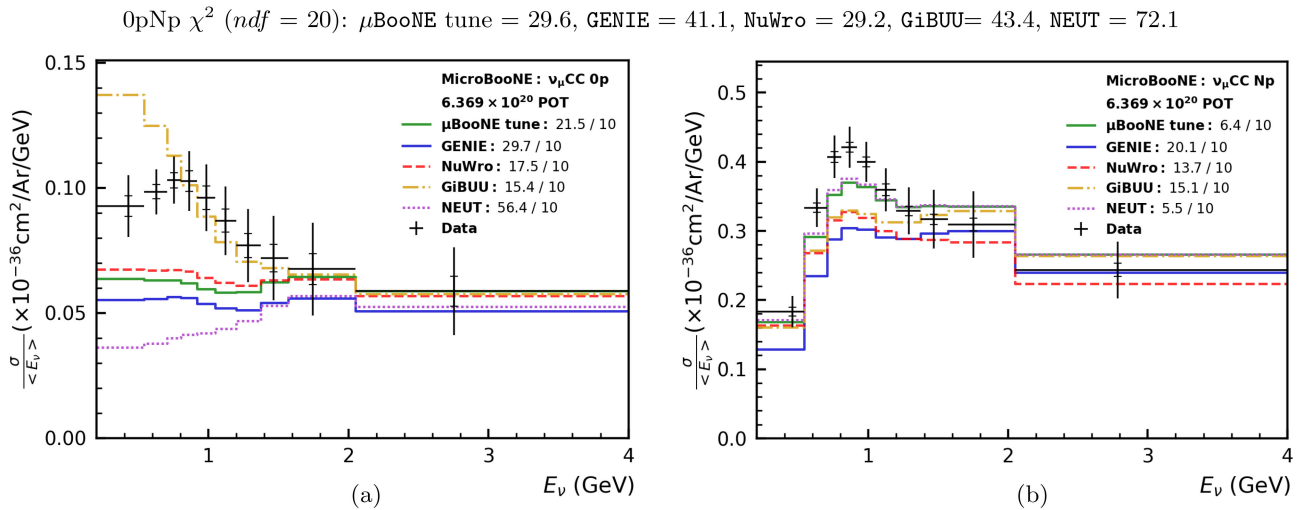 0pNp χ² (ndf = 20): μBooNE tune = 29.6, GENIE = 41.1, NuWro = 29.2, GiBUU= 43.4, NEUT = 72.1
MicroBooNE: νμCC 0p
6.369 × 10²⁰ POT
μBooNE tune: 21.5 / 10
GENIE: 29.7 / 10
NuWro: 17.5 / 10
GiBUU: 15.4 / 10
NEUT: 56.4 / 10
Data
0.15
0.10
0.05
0.00
σ/<Eν> (×10⁻³⁶cm²/Ar/GeV)
1 2 3 4
Eν (GeV)
(a)
MicroBooNE: νμCC Np
6.369 × 10²⁰ POT
μBooNE tune: 6.4 / 10
GENIE: 20.1 / 10
NuWro: 13.7 / 10
GiBUU: 15.1 / 10
NEUT: 5.5 / 10
Data
0.5
0.4
0.3
0.2
0.1
0.0
σ/<Eν> (×10⁻³⁶cm²/Ar/GeV)
1 2 3 4
Eν (GeV)
(b)